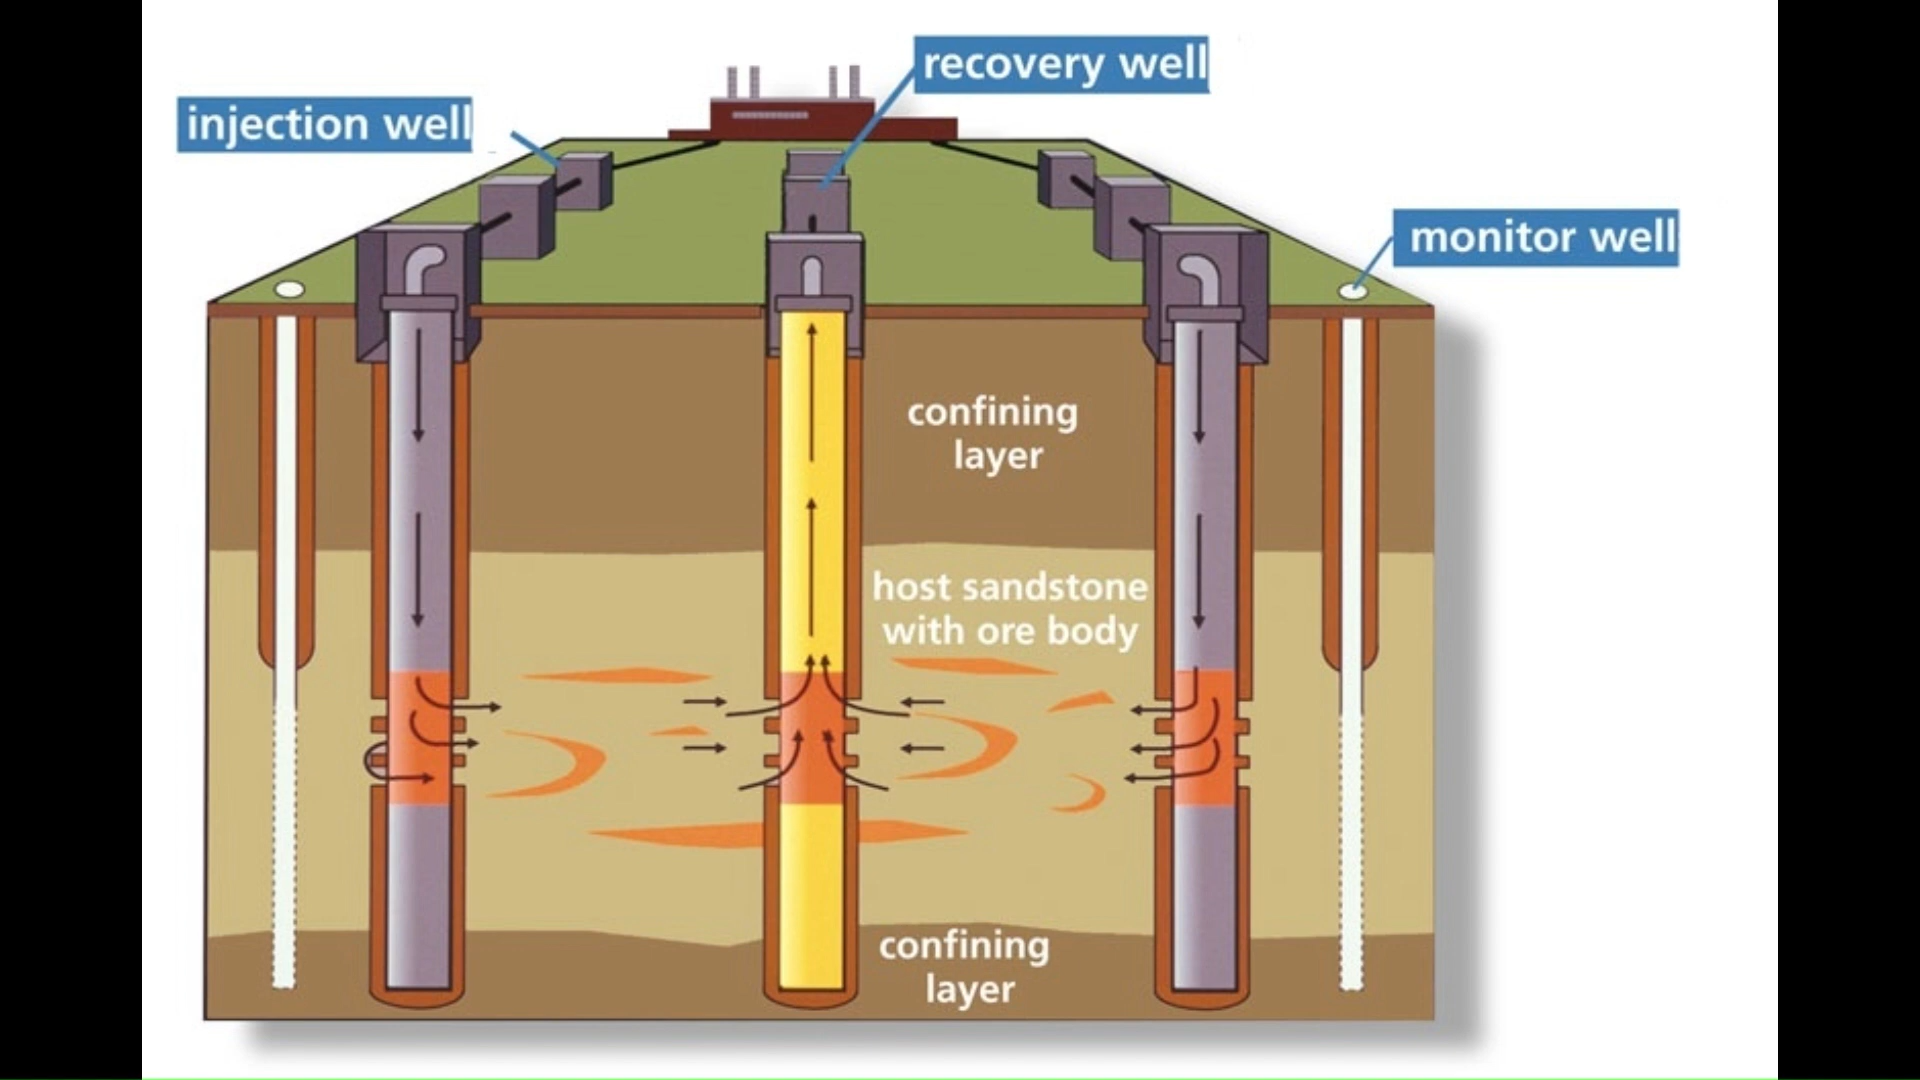 recovery well
injection well
monitor well
confining
layer
host sandstone
with ore body
confining
layer